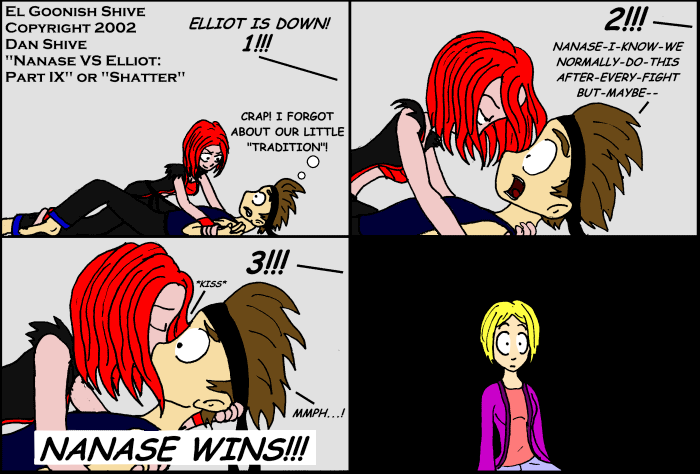 El Goonish Shive
Copyright 2002
Dan Shive
"Nanase VS Elliot:
Part IX" or "Shatter"
ELLIOT IS DOWN!
1!!!
CRAP! I FORGOT
ABOUT OUR LITTLE
"TRADITION"!
2!!!
NANASE-I-KNOW-WE
NORMALLY-DO-THIS
AFTER-EVERY-FIGHT
BUT-MAYBE--
3!!!
*KISS*
MMPH...!
NANASE WINS!!!